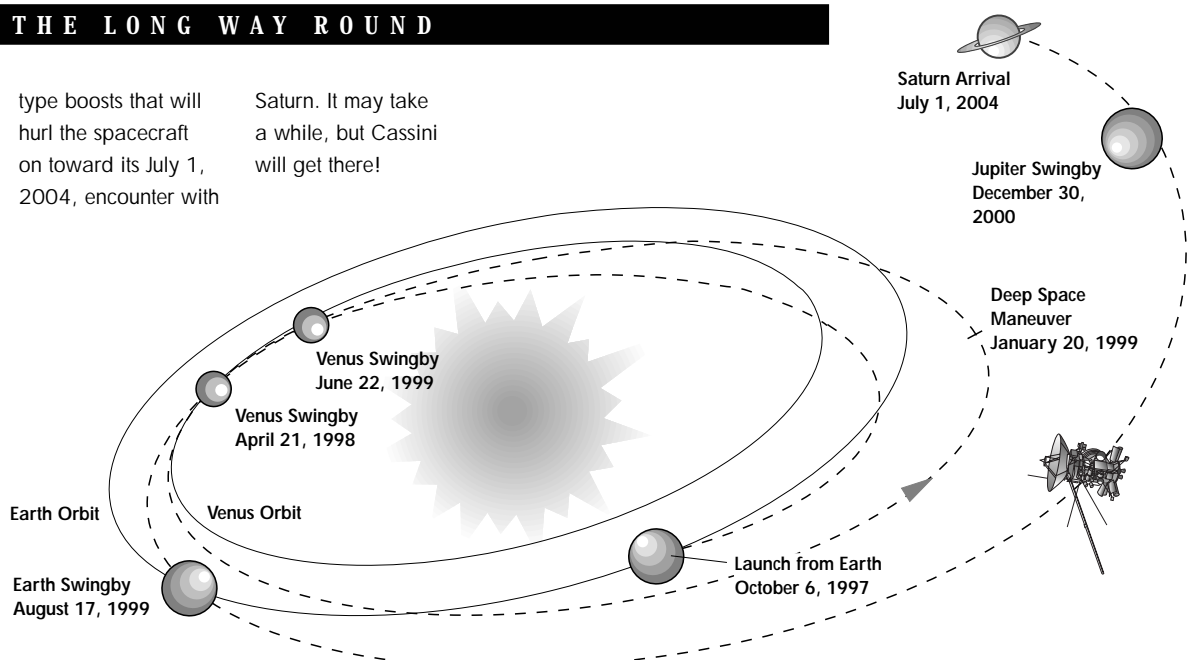 THE LONG WAY ROUND
type boosts that will
hurl the spacecraft
on toward its July 1,
2004, encounter with
Saturn. It may take
a while, but Cassini
will get there!
Saturn Arrival
July 1, 2004
Jupiter Swingby
December 30,
2000
Deep Space
Maneuver
January 20, 1999
Venus Swingby
June 22, 1999
Venus Swingby
April 21, 1998
Earth Orbit
Venus Orbit
Launch from Earth
October 6, 1997
Earth Swingby
August 17, 1999